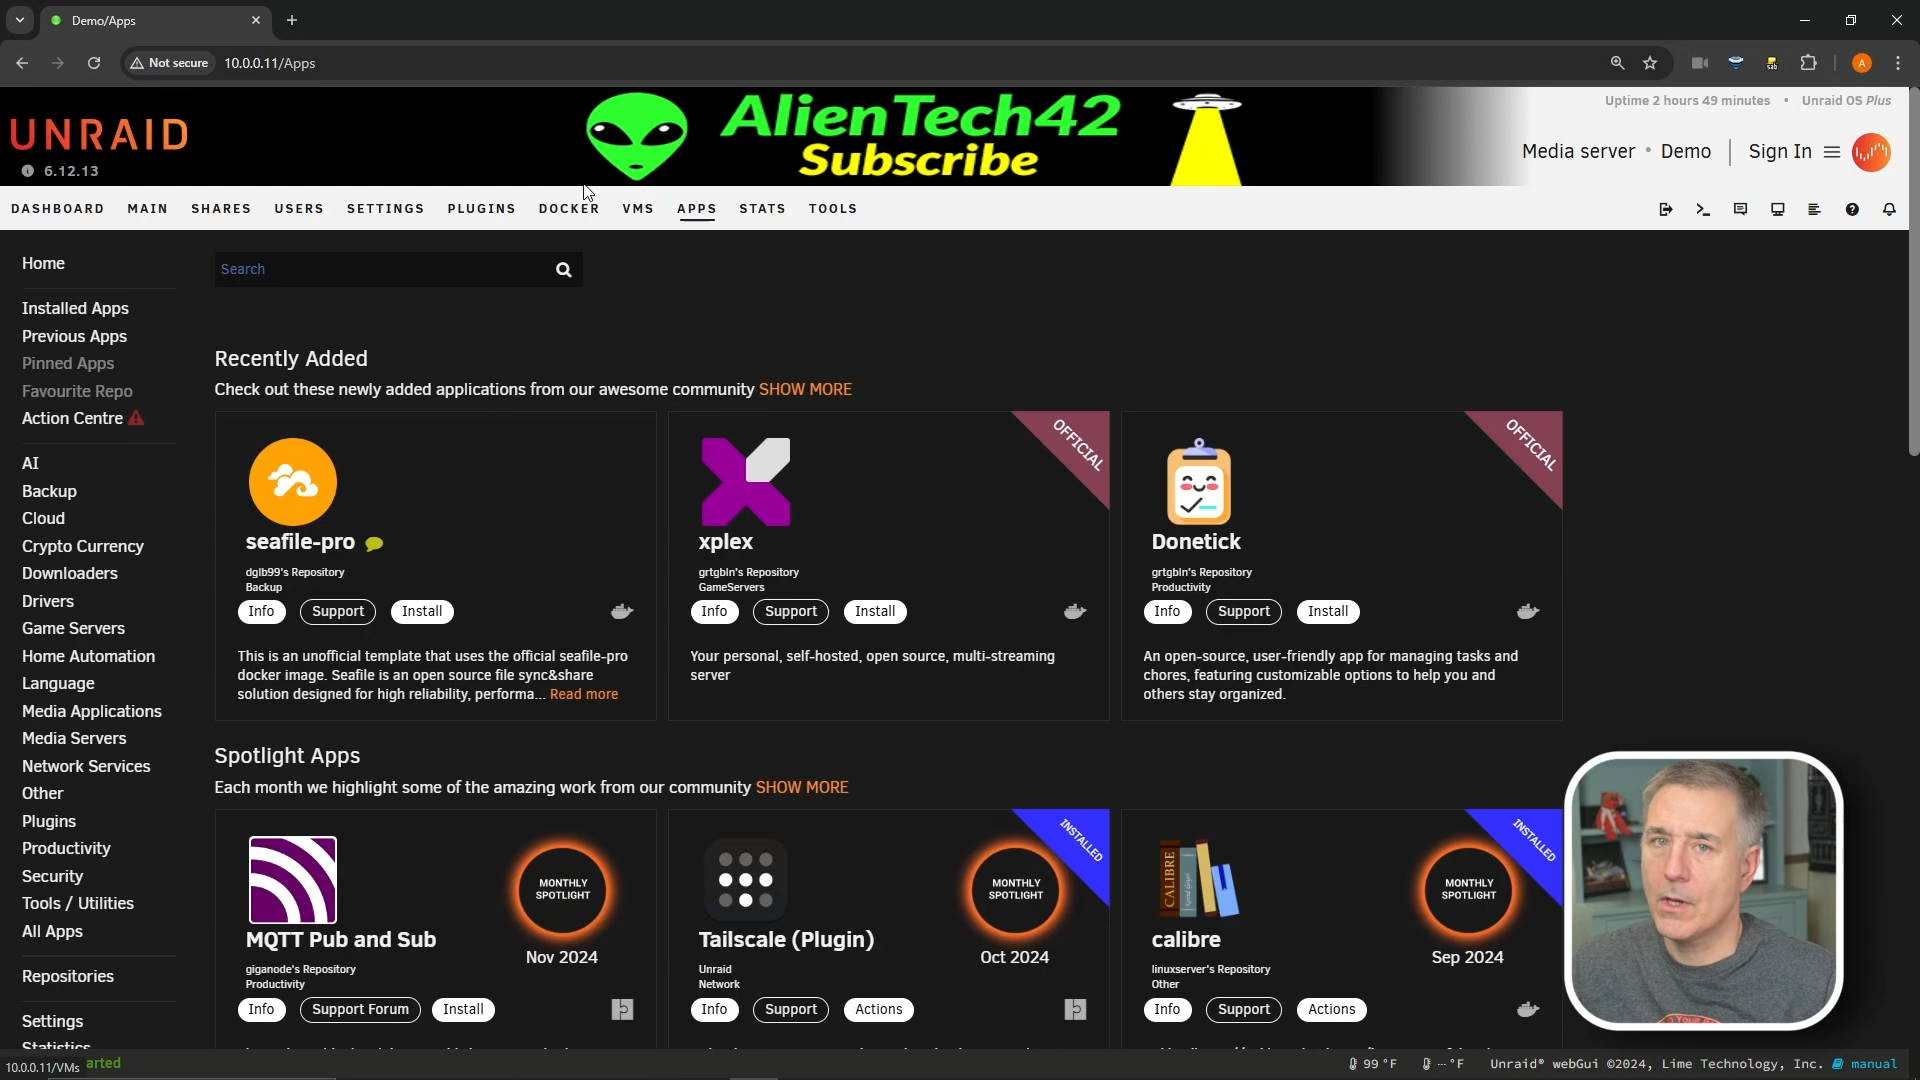 Demo/Apps
Not secure
10.0.0.11/Apps
A
UNRAID
6.12.13
AlienTech42
Subscribe
Uptime 2 hours 49 minutes • Unraid OS Plus
Media server • Demo
Sign In
DASHBOARD
MAIN
SHARES
USERS
SETTINGS
PLUGINS
DOCKER
VMS
APPS
STATS
TOOLS
Home
Installed Apps
Previous Apps
Pinned Apps
Favourite Repo
Action Centre
AI
Backup
Cloud
Crypto Currency
Downloaders
Drivers
Game Servers
Home Automation
Language
Media Applications
Media Servers
Network Services
Other
Plugins
Productivity
Security
Tools / Utilities
All Apps
Repositories
Settings
Statistics
Search
Recently Added
Check out these newly added applications from our awesome community SHOW MORE
seafile-pro
dglb99's Repository
Backup
Info
Support
Install
This is an unofficial template that uses the official seafile-pro
docker image. Seafile is an open source file sync&share
solution designed for high reliability, performa... Read more
OFFICIAL
xplex
grtgbln's Repository
GameServers
Info
Support
Install
Your personal, self-hosted, open source, multi-streaming
server
OFFICIAL
Donetick
grtgbln's Repository
Productivity
Info
Support
Install
An open-source, user-friendly app for managing tasks and
chores, featuring customizable options to help you and
others stay organized.
Spotlight Apps
Each month we highlight some of the amazing work from our community SHOW MORE
MONTHLY
SPOTLIGHT
MQTT Pub and Sub
Nov 2024
giganode's Repository
Productivity
Info
Support Forum
Install
INSTALLED
MONTHLY
SPOTLIGHT
Tailscale (Plugin)
Oct 2024
Unraid
Network
Info
Support
Actions
INSTALLED
CALIBRE
MONTHLY
SPOTLIGHT
calibre
Sep 2024
linuxserver's Repository
Other
Info
Support
Actions
10.0.0.11/VMs
arted
99 °F
-- °F
Unraid® webGui ©2024, Lime Technology, Inc.
manual